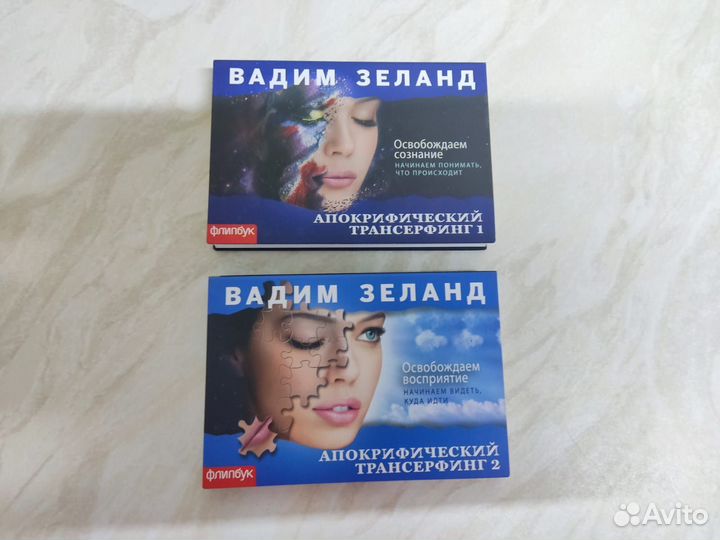 ВАДИМ ЗЕЛАНД
Освобождаем
сознание
НАЧИНАЕМ ПОНИМАТЬ,
ЧТО ПРОИСХОДИТ
АПОКРИФИЧЕСКИЙ
ТРАНСЕРФИНГ 1
ФЛИПБУК
ВАДИМ ЗЕЛАНД
Освобождаем
восприятие
НАЧИНАЕМ ВИДЕТЬ,
КУДА ИДТИ
АПОКРИФИЧЕСКИЙ
ТРАНСЕРФИНГ 2
ФЛИПБУК
Avito